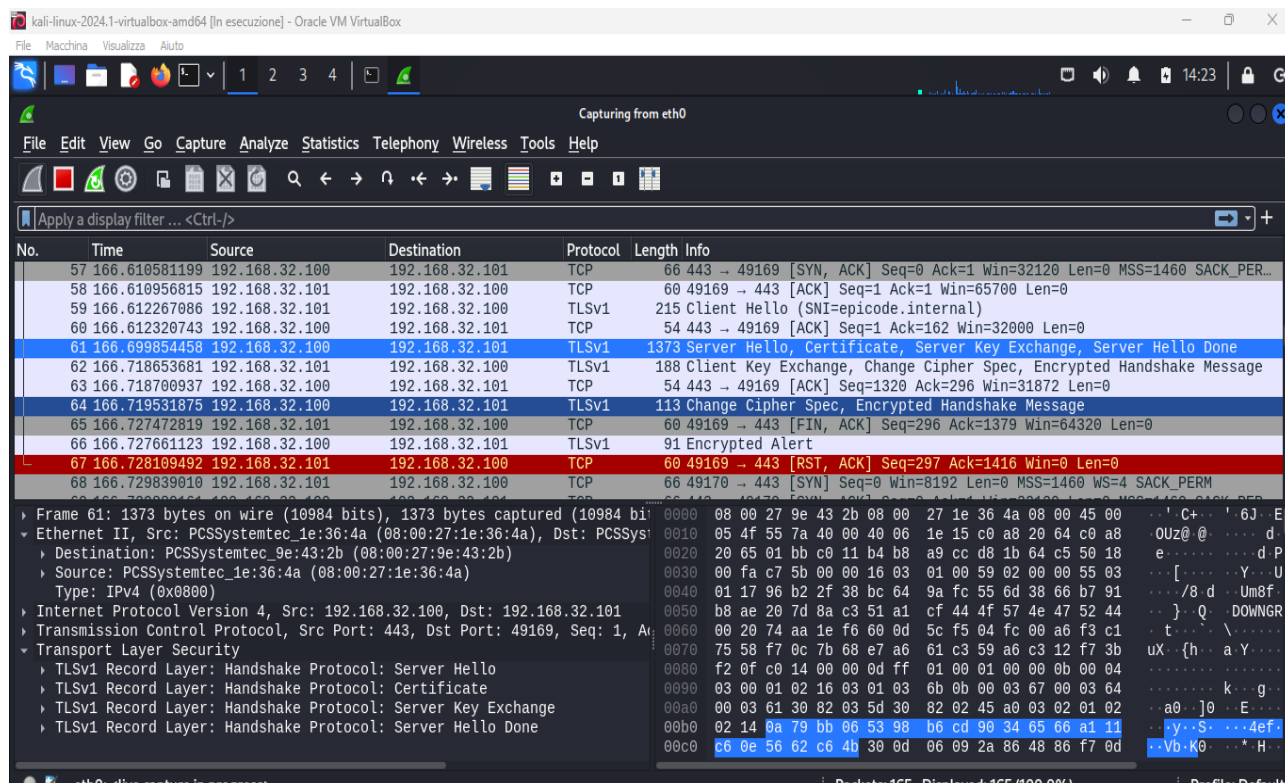 kali-linux-2024.1-virtualbox-amd64 [In esecuzione] - Oracle VM VirtualBox
File Macchina Visualizza Aiuto
1 2 3 4 14:23
Capturing from eth0
File Edit View Go Capture Analyze Statistics Telephony Wireless Tools Help
Apply a display filter ... <Ctrl-/>
No. Time Source Destination Protocol Length Info
57 166.610581199 192.168.32.100 192.168.32.101 TCP 66 443 → 49169 [SYN, ACK] Seq=0 Ack=1 Win=32120 Len=0 MSS=1460 SACK_PER…
58 166.610956815 192.168.32.101 192.168.32.100 TCP 60 49169 → 443 [ACK] Seq=1 Ack=1 Win=65700 Len=0
59 166.612267086 192.168.32.101 192.168.32.100 TLSv1 215 Client Hello (SNI=epicode.internal)
60 166.612320743 192.168.32.100 192.168.32.101 TCP 54 443 → 49169 [ACK] Seq=1 Ack=162 Win=32000 Len=0
61 166.699854458 192.168.32.100 192.168.32.101 TLSv1 1373 Server Hello, Certificate, Server Key Exchange, Server Hello Done
62 166.718653681 192.168.32.101 192.168.32.100 TLSv1 188 Client Key Exchange, Change Cipher Spec, Encrypted Handshake Message
63 166.718700937 192.168.32.100 192.168.32.101 TCP 54 443 → 49169 [ACK] Seq=1320 Ack=296 Win=31872 Len=0
64 166.719531875 192.168.32.100 192.168.32.101 TLSv1 113 Change Cipher Spec, Encrypted Handshake Message
65 166.727472819 192.168.32.101 192.168.32.100 TCP 60 49169 → 443 [FIN, ACK] Seq=296 Ack=1379 Win=64320 Len=0
66 166.727661123 192.168.32.100 192.168.32.101 TLSv1 91 Encrypted Alert
67 166.728109492 192.168.32.101 192.168.32.100 TCP 60 49169 → 443 [RST, ACK] Seq=297 Ack=1416 Win=0 Len=0
68 166.729839010 192.168.32.101 192.168.32.100 TCP 66 49170 → 443 [SYN] Seq=0 Win=8192 Len=0 MSS=1460 WS=4 SACK_PERM
Frame 61: 1373 bytes on wire (10984 bits), 1373 bytes captured (10984 bi
Ethernet II, Src: PCSSystemtec_1e:36:4a (08:00:27:1e:36:4a), Dst: PCSSyst
Destination: PCSSystemtec_9e:43:2b (08:00:27:9e:43:2b)
Source: PCSSystemtec_1e:36:4a (08:00:27:1e:36:4a)
Type: IPv4 (0x0800)
Internet Protocol Version 4, Src: 192.168.32.100, Dst: 192.168.32.101
Transmission Control Protocol, Src Port: 443, Dst Port: 49169, Seq: 1, A
Transport Layer Security
TLSv1 Record Layer: Handshake Protocol: Server Hello
TLSv1 Record Layer: Handshake Protocol: Certificate
TLSv1 Record Layer: Handshake Protocol: Server Key Exchange
TLSv1 Record Layer: Handshake Protocol: Server Hello Done
0000 08 00 27 9e 43 2b 08 00 27 1e 36 4a 08 00 45 00 ··'·C+·· '·6J··E
0010 05 4f 55 7a 40 00 40 06 1e 15 c0 a8 20 64 c0 a8 ·OUz@·@· ···· d·
0020 20 65 01 bb c0 11 b4 b8 a9 cc d8 1b 64 c5 50 18 e······ ····d·P
0030 00 fa c7 5b 00 00 16 03 01 00 59 02 00 00 55 03 ···[···· ··Y···U
0040 01 17 96 b2 2f 38 bc 64 9a fc 55 6d 38 66 b7 91 ····/8·d ··Um8f·
0050 b8 ae 20 7d 8a c3 51 a1 cf 44 4f 57 4e 47 52 44 ·· }··Q· ·DOWNGR
0060 00 20 74 aa 1e f6 60 0d 5c f5 04 fc 00 a6 f3 c1 · t···`· \·······
0070 75 58 f7 0c 7b 68 e7 a6 61 c3 59 a6 c3 12 f7 3b uX··{h·· a·Y····
0080 f2 0f c0 14 00 00 0d ff 01 00 01 00 00 0b 00 04
0090 03 00 01 02 16 03 01 03 6b 0b 00 03 67 00 03 64 ········ k···g··
00a0 00 03 61 30 82 03 5d 30 82 02 45 a0 03 02 01 02 ··a0··]0 ··E····
00b0 02 14 0a 79 bb 06 53 98 b6 cd 90 34 65 66 a1 11 ···y··S· ···4ef·
00c0 c6 0e 56 62 c6 4b 30 0d 06 09 2a 86 48 86 f7 0d ··Vb·K0· ··*·H··